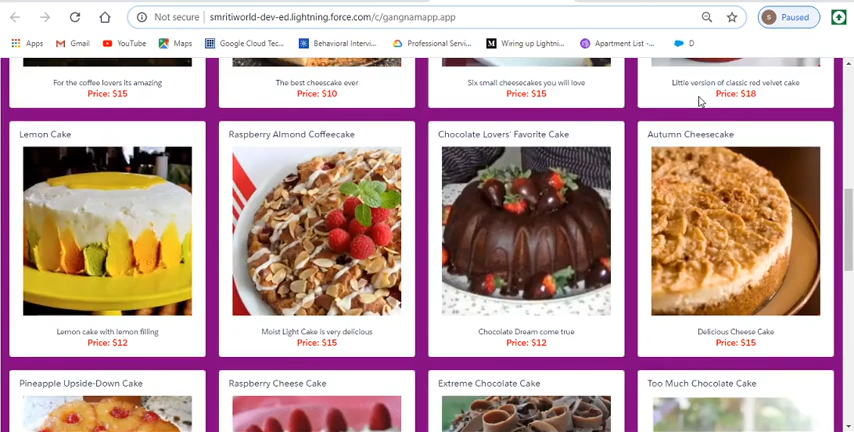 Not secure | smritiworld-dev-ed.lightning.force.com/c/gangnamapp.app
S Paused
Apps Gmail YouTube Maps Google Cloud Tec... Behavioral Intervi... Professional Servi... Wiring up Lightni... Apartment List -... D
For the coffee lovers its amazing
Price: $15
The best cheescake ever
Price: $10
Six small cheesecakes you will love
Price: $15
Little version of classic red velvet cake
Price: $18
Lemon Cake
Lemon cake with lemon filling
Price: $12
Raspberry Almond Coffeecake
Moist Light Cake is very delicious
Price: $15
Chocolate Lovers' Favorite Cake
Chocolate Dream come true
Price: $12
Autumn Cheesecake
Delicious Cheese Cake
Price: $15
Pineapple Upside-Down Cake
Raspberry Cheese Cake
Extreme Chocolate Cake
Too Much Chocolate Cake